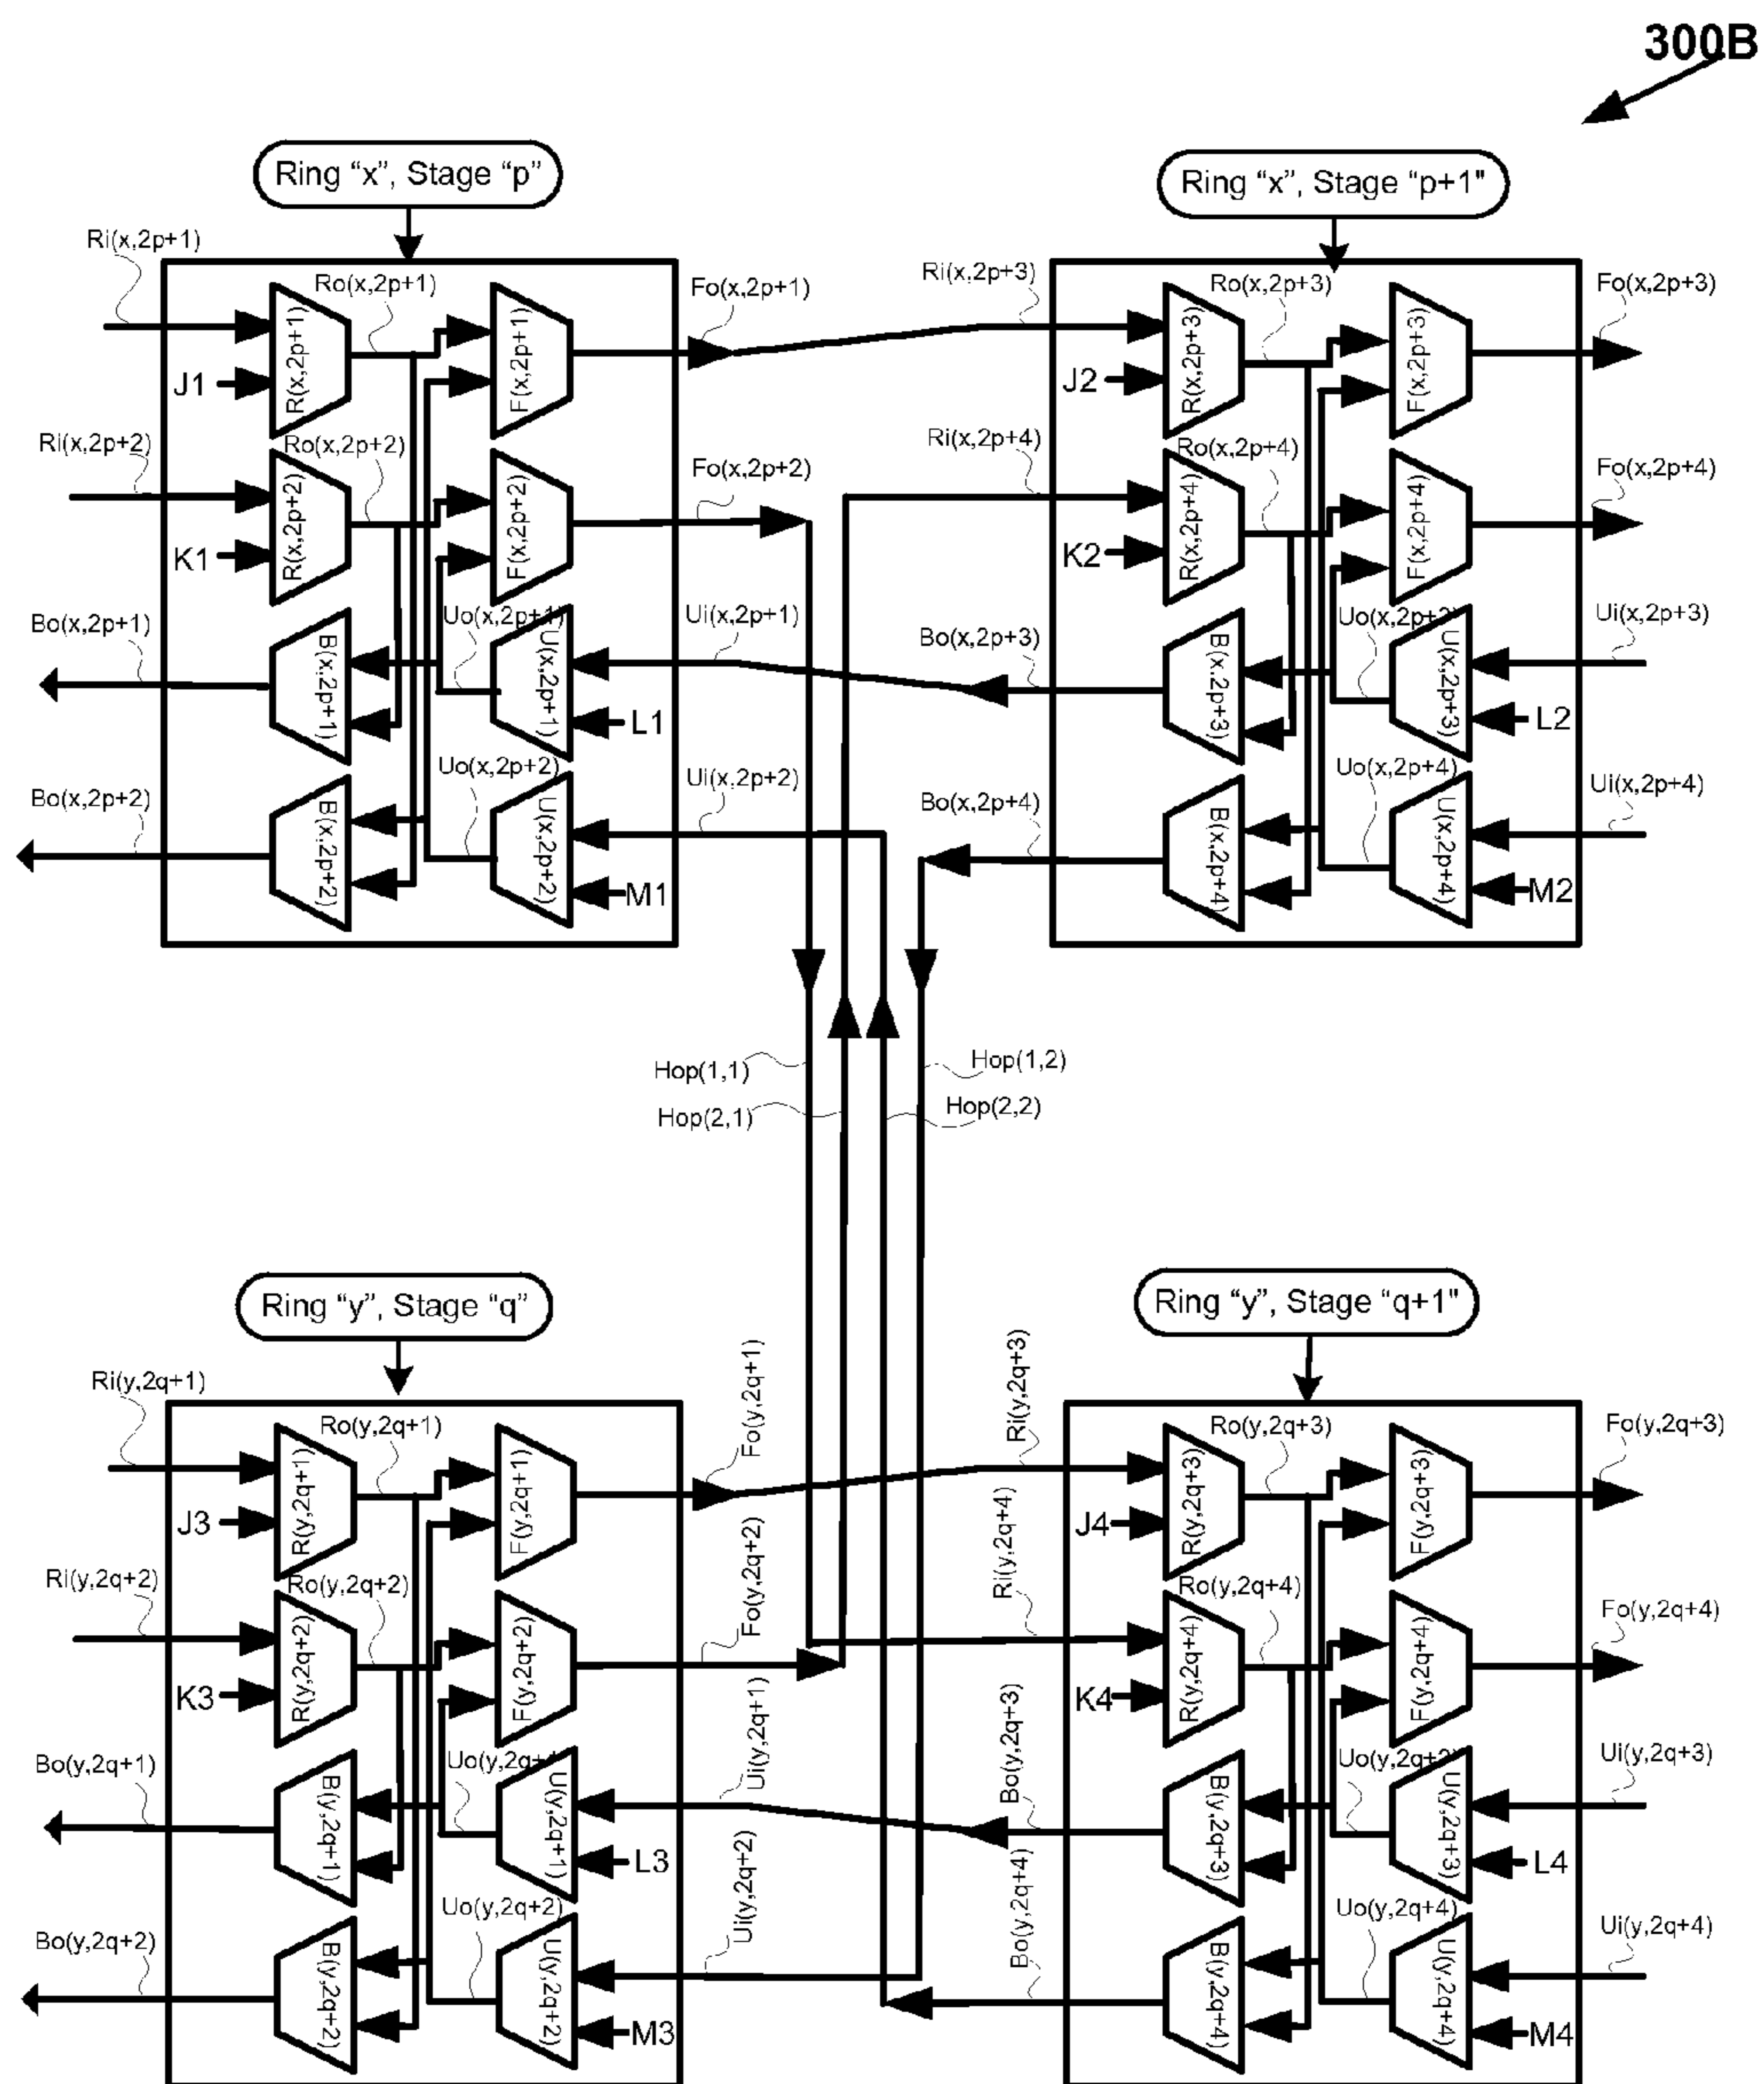 300B
Ring “x”, Stage “p”
Ring “x”, Stage “p+1"
Ri(x,2p+1)
Ro(x,2p+1)
Fo(x,2p+1)
R(x,2p+1)
F(x,2p+1)
J1
Ri(x,2p+2)
Ro(x,2p+2)
Fo(x,2p+2)
R(x,2p+2)
F(x,2p+2)
K1
Bo(x,2p+1)
Uo(x,2p+1)
Ui(x,2p+1)
B(x,2p+1)
U(x,2p+1)
L1
Bo(x,2p+2)
Uo(x,2p+2)
Ui(x,2p+2)
B(x,2p+2)
U(x,2p+2)
M1
Ri(x,2p+3)
Ro(x,2p+3)
Fo(x,2p+3)
R(x,2p+3)
F(x,2p+3)
J2
Ri(x,2p+4)
Ro(x,2p+4)
Fo(x,2p+4)
R(x,2p+4)
F(x,2p+4)
K2
Bo(x,2p+3)
Ui(x,2p+3)
B(x,2p+3)
U(x,2p+3)
L2
Bo(x,2p+4)
Uo(x,2p+4)
Ui(x,2p+4)
B(x,2p+4)
U(x,2p+4)
M2
Hop(1,1)
Hop(1,2)
Hop(2,1)
Hop(2,2)
Ring “y”, Stage “q”
Ring “y”, Stage “q+1"
Ri(y,2q+1)
Ro(y,2q+1)
Fo(y,2q+1)
R(y,2q+1)
F(y,2q+1)
J3
Ri(y,2q+2)
Ro(y,2q+2)
Fo(y,2q+2)
R(y,2q+2)
F(y,2q+2)
K3
Bo(y,2q+1)
Ui(y,2q+1)
B(y,2q+1)
U(y,2q+1)
L3
Bo(y,2q+2)
Uo(y,2q+2)
Ui(y,2q+2)
B(y,2q+2)
U(y,2q+2)
M3
Ri(y,2q+3)
Ro(y,2q+3)
Fo(y,2q+3)
R(y,2q+3)
F(y,2q+3)
J4
Ri(y,2q+4)
Ro(y,2q+4)
Fo(y,2q+4)
R(y,2q+4)
F(y,2q+4)
K4
Bo(y,2q+3)
Ui(y,2q+3)
B(y,2q+3)
U(y,2q+3)
L4
Bo(y,2q+4)
Uo(y,2q+4)
Ui(y,2q+4)
B(y,2q+4)
U(y,2q+4)
M4